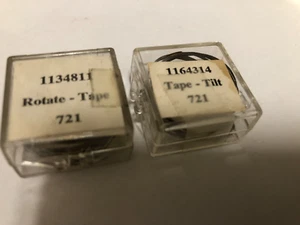 1134811
Rotate - Tape
721
1164314
Tape - Tilt
721